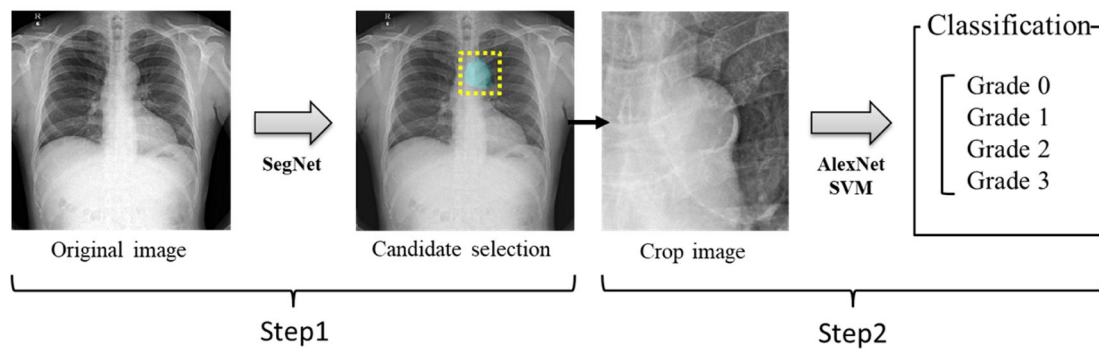 R
R
Classification
Grade 0
Grade 1
Grade 2
Grade 3
SegNet
AlexNet
SVM
Original image
Candidate selection
Crop image
Step1
Step2